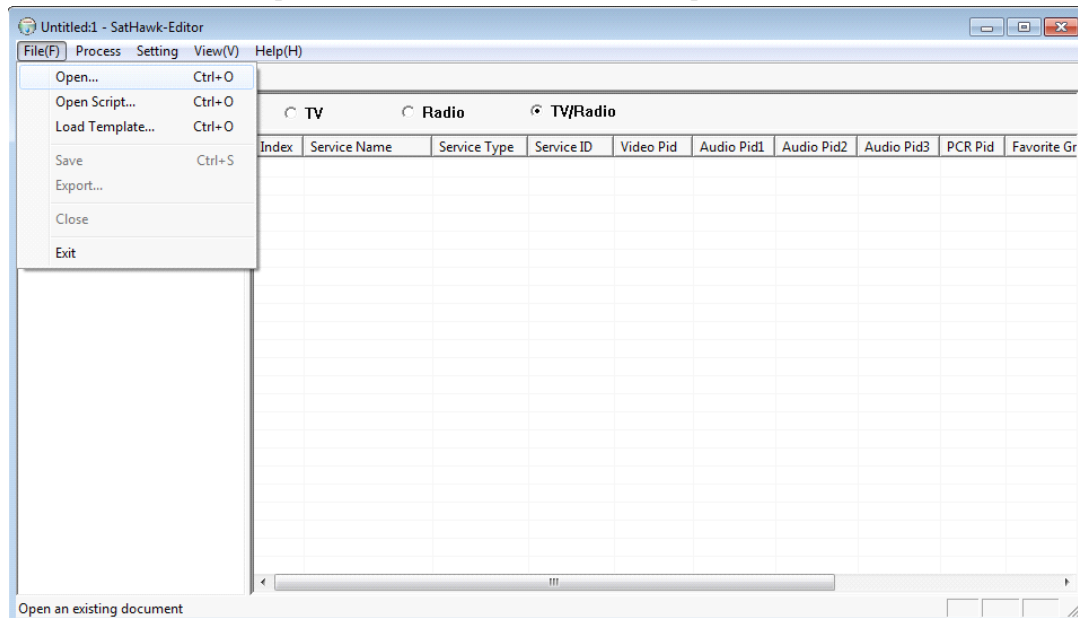 Untitled:1 - SatHawk-Editor
File(F) Process Setting View(V) Help(H)
Open... Ctrl+O
Open Script... Ctrl+O
Load Template... Ctrl+O
Save Ctrl+S
Export...
Close
Exit
TV Radio TV/Radio
Index Service Name Service Type Service ID Video Pid Audio Pid1 Audio Pid2 Audio Pid3 PCR Pid Favorite Gr
Open an existing document